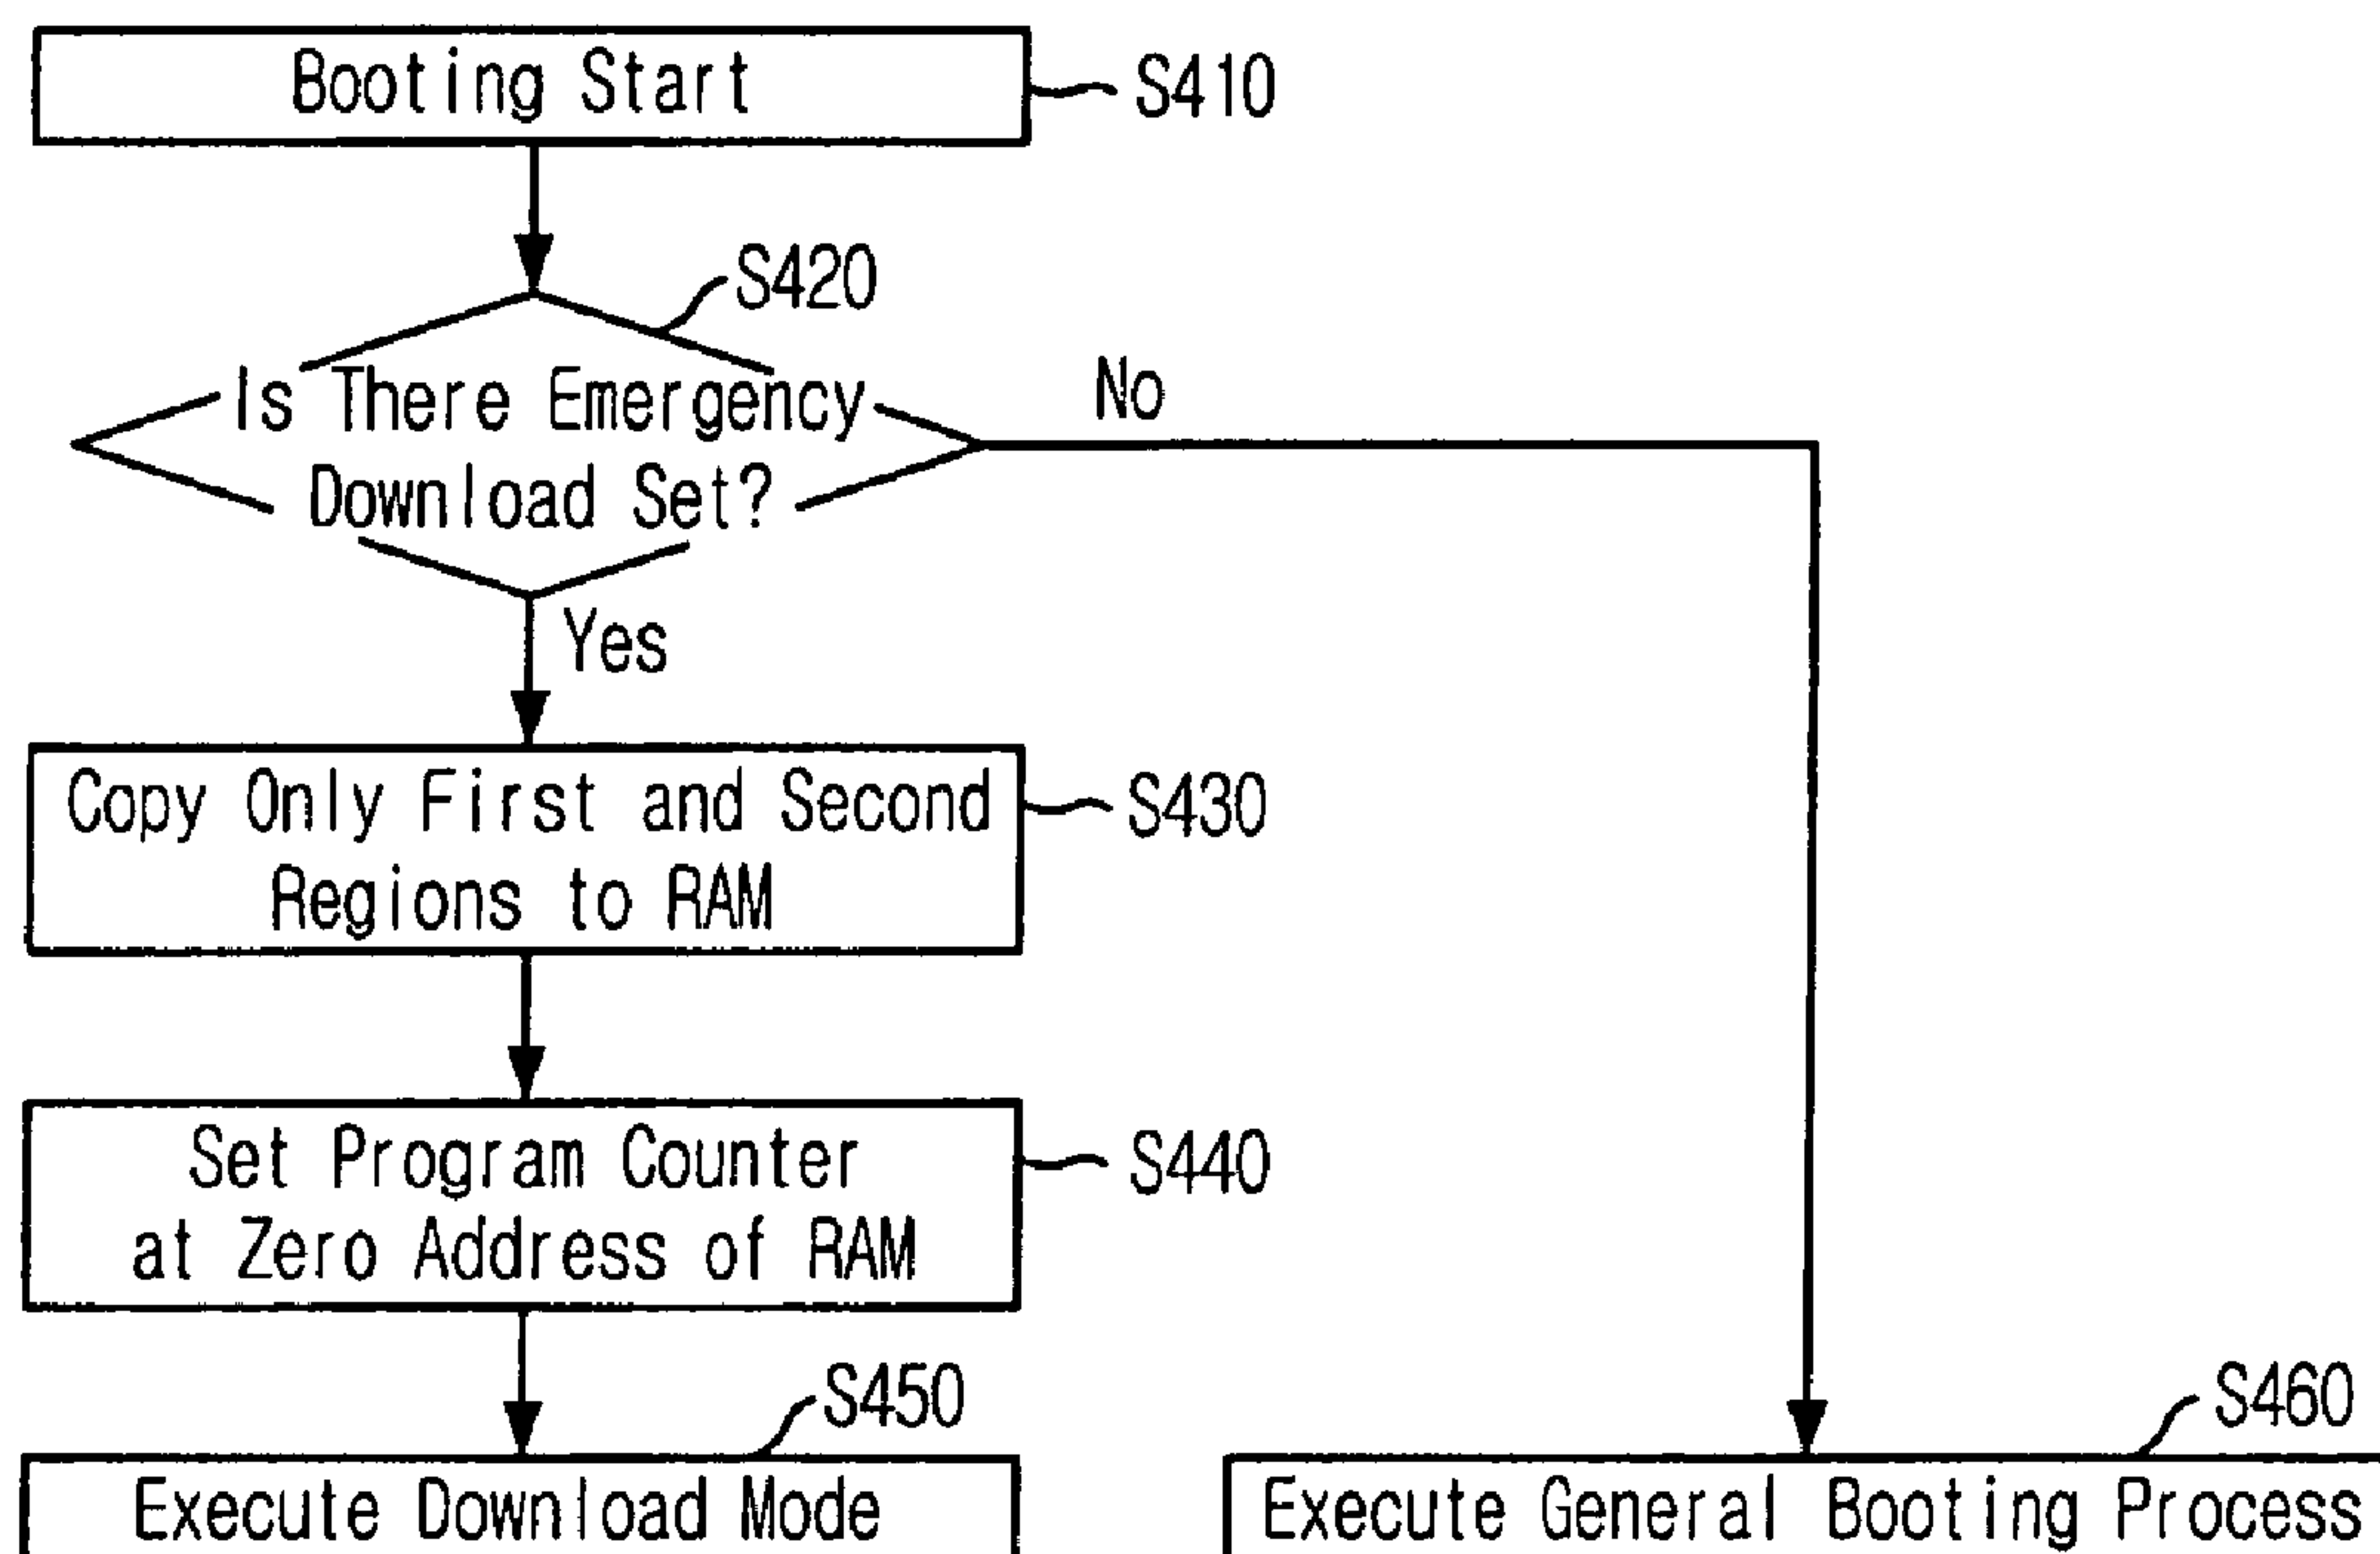 Booting Start
S410
S420
Is There Emergency
Download Set?
No
Yes
Copy Only First and Second
Regions to RAM
S430
Set Program Counter
at Zero Address of RAM
S440
S450
Execute Download Mode
S460
Execute General Booting Process